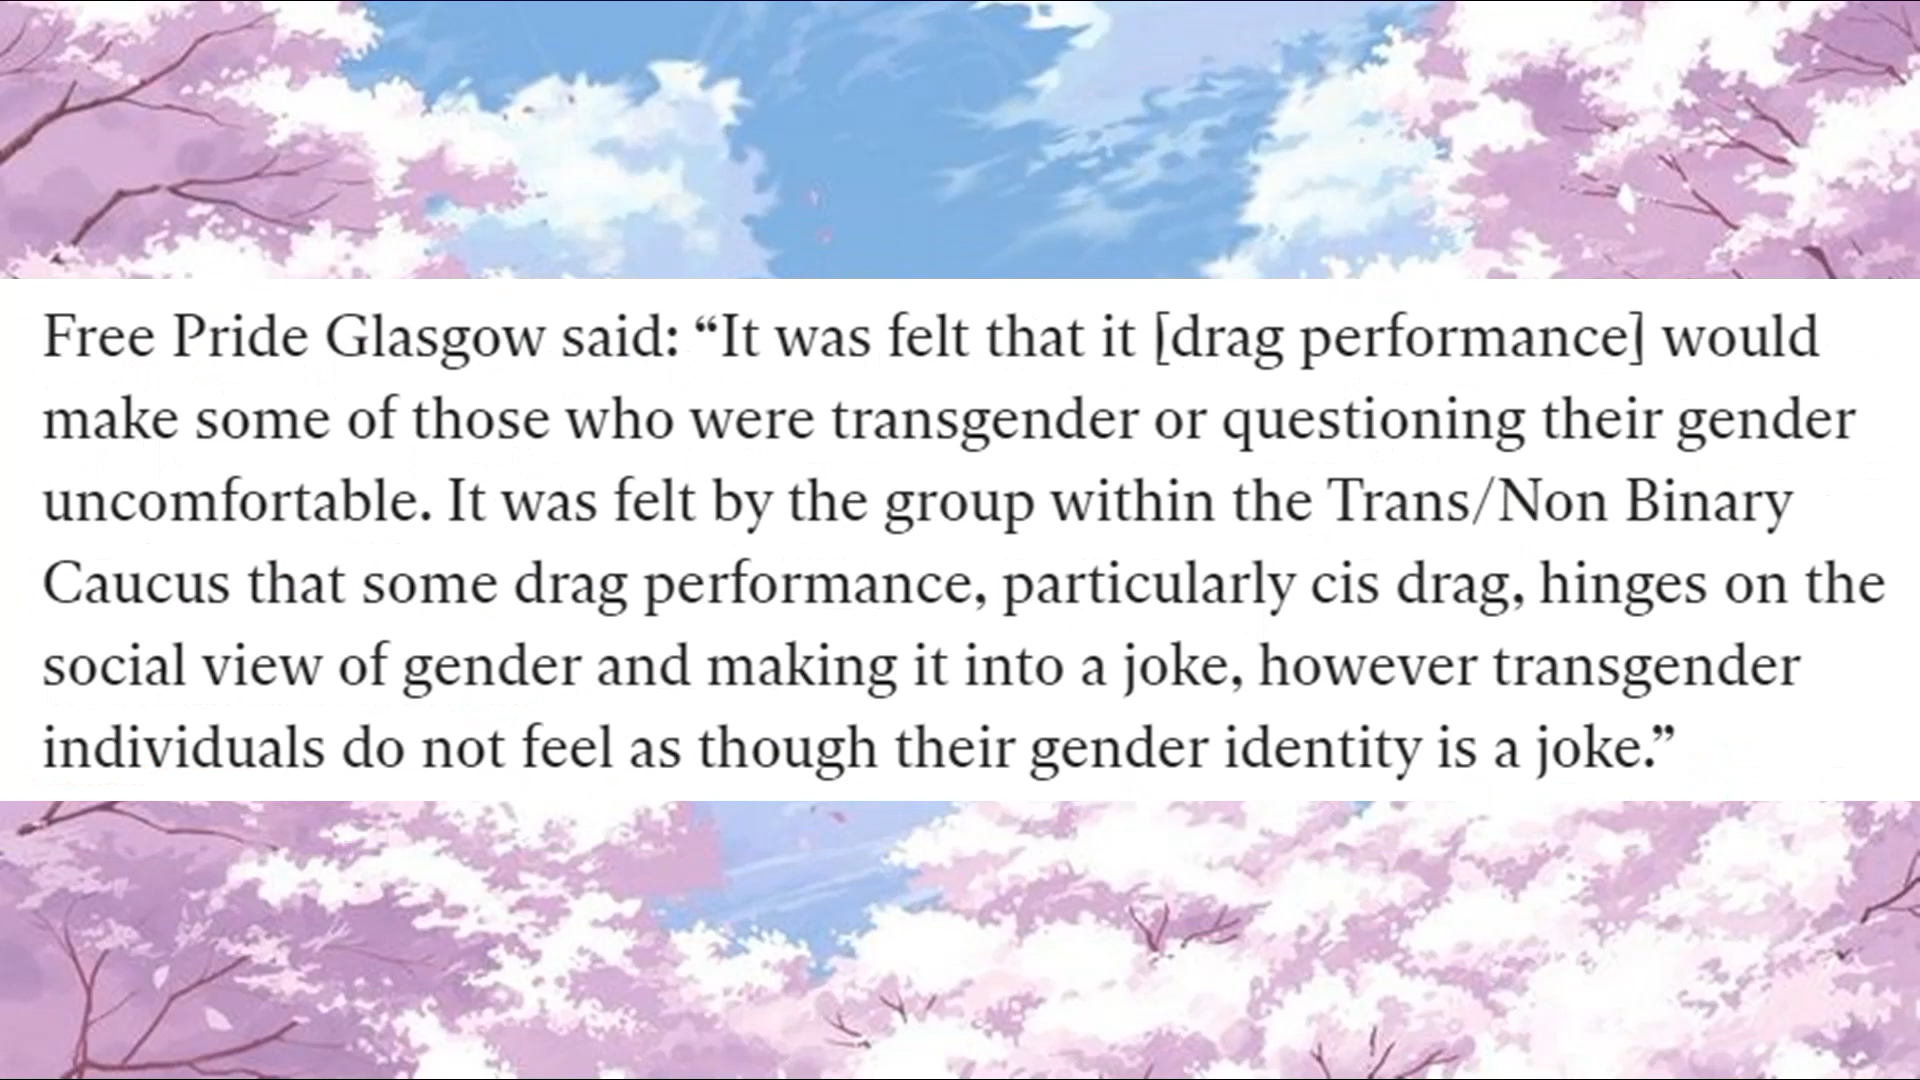 Free Pride Glasgow said: “It was felt that it [drag performance] would
make some of those who were transgender or questioning their gender
uncomfortable. It was felt by the group within the Trans/Non Binary
Caucus that some drag performance, particularly cis drag, hinges on the
social view of gender and making it into a joke, however transgender
individuals do not feel as though their gender identity is a joke.”